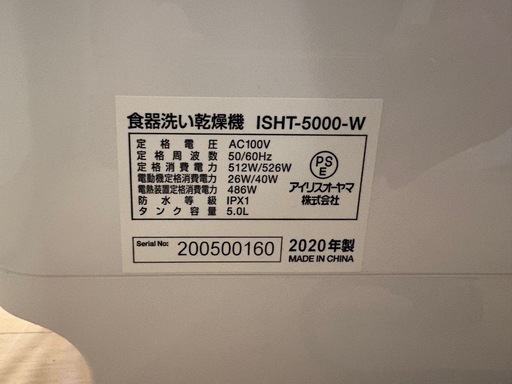 食器洗い乾燥機 ISHT-5000-W
定格電圧 AC100V
定格周波数 50/60Hz
定格消費電力 512W/526W
電動機定格消費電力 26W/40W
電熱装置定格消費電力 486W
防水等級 IPX1
タンク容量 5.0L
PS
E
アイリスオーヤマ
株式会社
Serial No: 200500160
2020年製
MADE IN CHINA